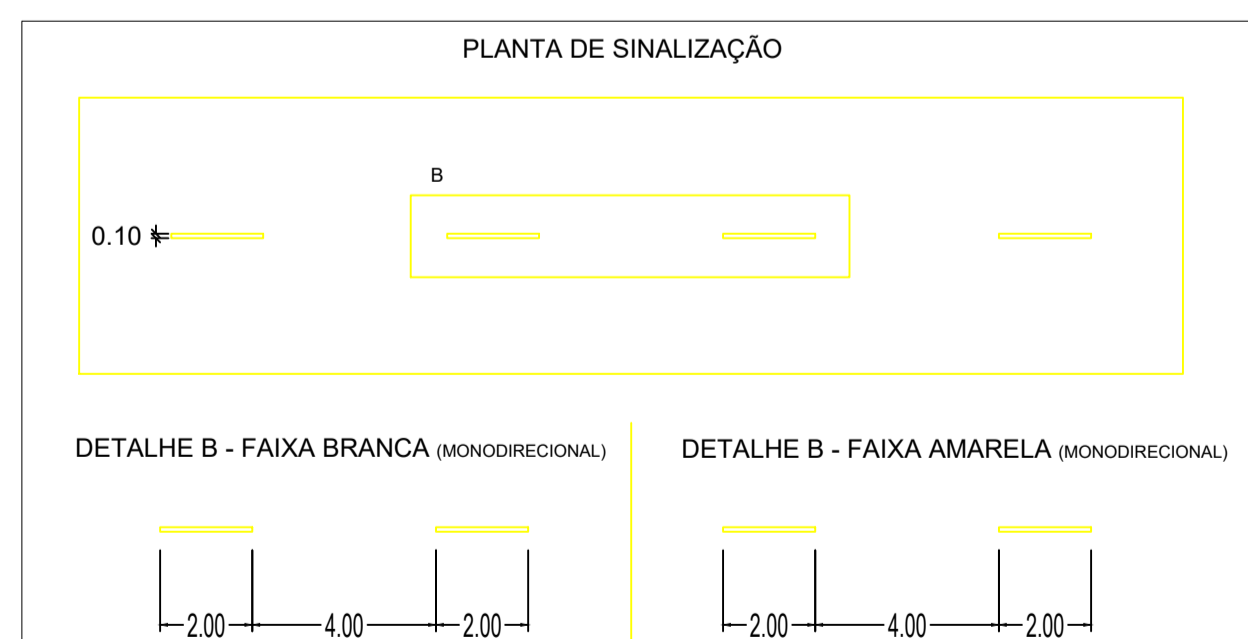 PLANTA DE SINALIZAÇÃO
B
0.10
DETALHE B - FAIXA BRANCA (MONODIRECIONAL)
DETALHE B - FAIXA AMARELA (MONODIRECIONAL)
2.00 4.00 2.00
2.00 4.00 2.00